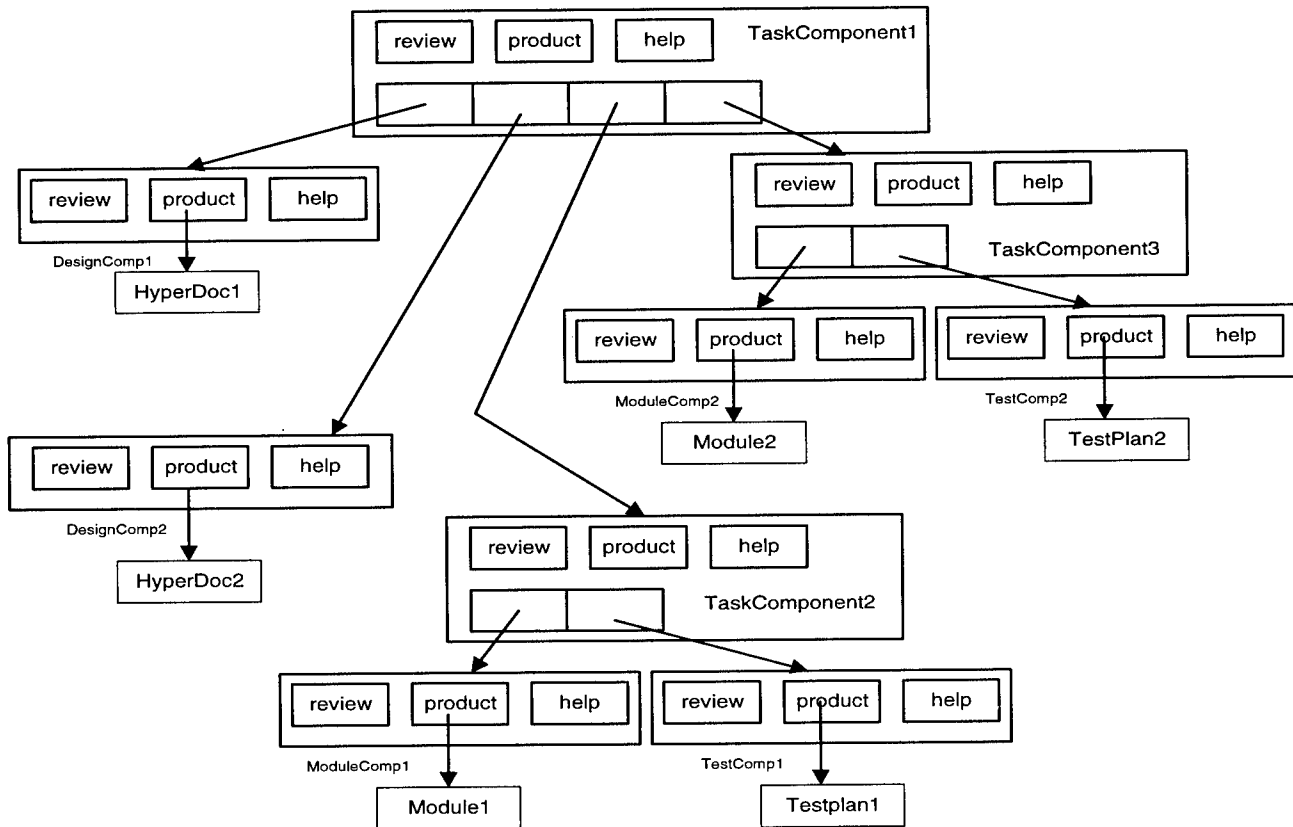 TaskComponent1
review product help
review product help
DesignComp1
HyperDoc1
review product help
TaskComponent3
review product help
ModuleComp2
Module2
review product help
TestComp2
TestPlan2
review product help
DesignComp2
HyperDoc2
review product help
TaskComponent2
review product help
ModuleComp1
Module1
review product help
TestComp1
Testplan1